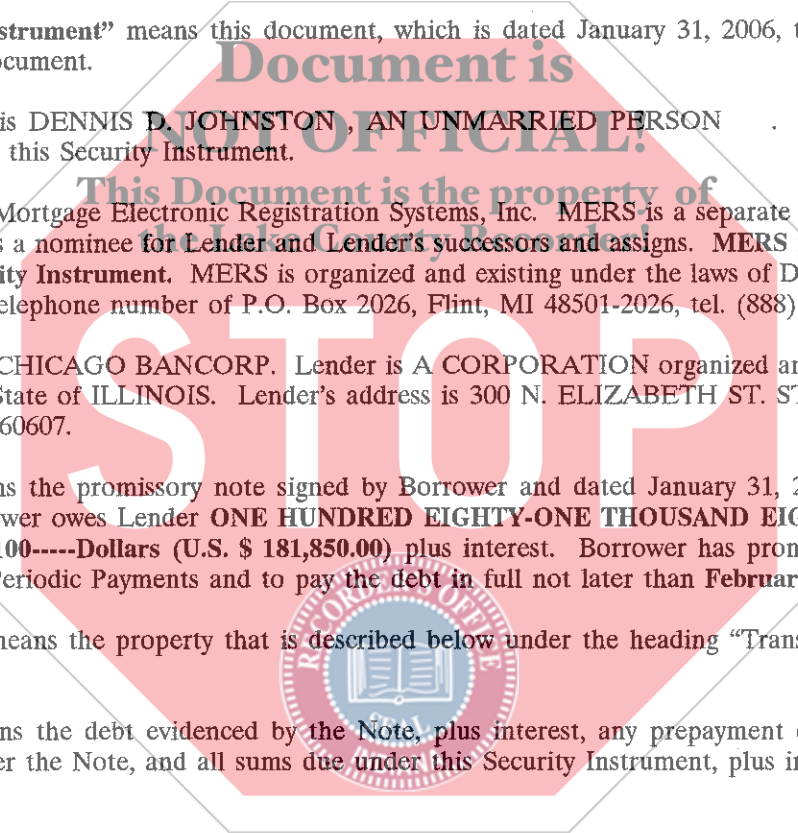 strument” means this document, which is dated January 31, 2006, t
ocument.
Document is
is DENNIS D. JOHNSTON , AN UNMARRIED PERSON .
NOT OFFICIAL!
this Security Instrument.
This Document is the property of
Mortgage Electronic Registration Systems, Inc. MERS is a separate
s a nominee for Lender and Lender's successors and assigns. MERS
the Lake County Recorder!
ity Instrument. MERS is organized and existing under the laws of D
elephone number of P.O. Box 2026, Flint, MI 48501-2026, tel. (888)
STOP
CHICAGO BANCORP. Lender is A CORPORATION organized an
State of ILLINOIS. Lender's address is 300 N. ELIZABETH ST. ST
60607.
ns the promissory note signed by Borrower and dated January 31, 2
wer owes Lender ONE HUNDRED EIGHTY-ONE THOUSAND EIG
100-----Dollars (U.S. $ 181,850.00) plus interest. Borrower has prom
Periodic Payments and to pay the debt in full not later than Februar
RECORDER'S OFFICE
means the property that is described below under the heading “Trans
SEAL
INDIANA
ns the debt evidenced by the Note, plus interest, any prepayment
er the Note, and all sums due under this Security Instrument, plus in